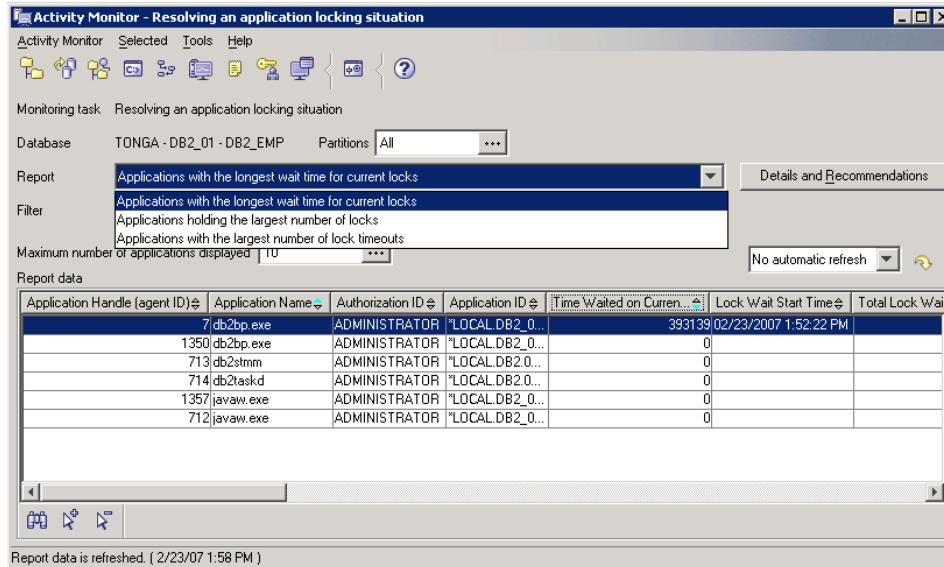 Activity Monitor - Resolving an application locking situation
Activity Monitor Selected Tools Help
Monitoring task Resolving an application locking situation
Database TONGA - DB2_01 - DB2_EMP Partitions All ...
Report Applications with the longest wait time for current locks Details and Recommendations
Applications with the longest wait time for current locks
Filter
Applications holding the largest number of locks
Applications with the largest number of lock timeouts
Maximum number of applications displayed 10 ...
No automatic refresh
Report data
Application Handle (agent ID) Application Name Authorization ID Application ID Time Waited on Curren... Lock Wait Start Time Total Lock Wai
7 db2bp.exe ADMINISTRATOR *LOCAL.DB2_0... 393139 02/23/2007 1:52:22 PM
1350 db2bp.exe ADMINISTRATOR *LOCAL.DB2_0... 0
713 db2stmm ADMINISTRATOR *LOCAL.DB2.0... 0
714 db2taskd ADMINISTRATOR *LOCAL.DB2.0... 0
1357 javaw.exe ADMINISTRATOR *LOCAL.DB2_0... 0
712 javaw.exe ADMINISTRATOR *LOCAL.DB2_0... 0
Report data is refreshed. ( 2/23/07 1:58 PM )